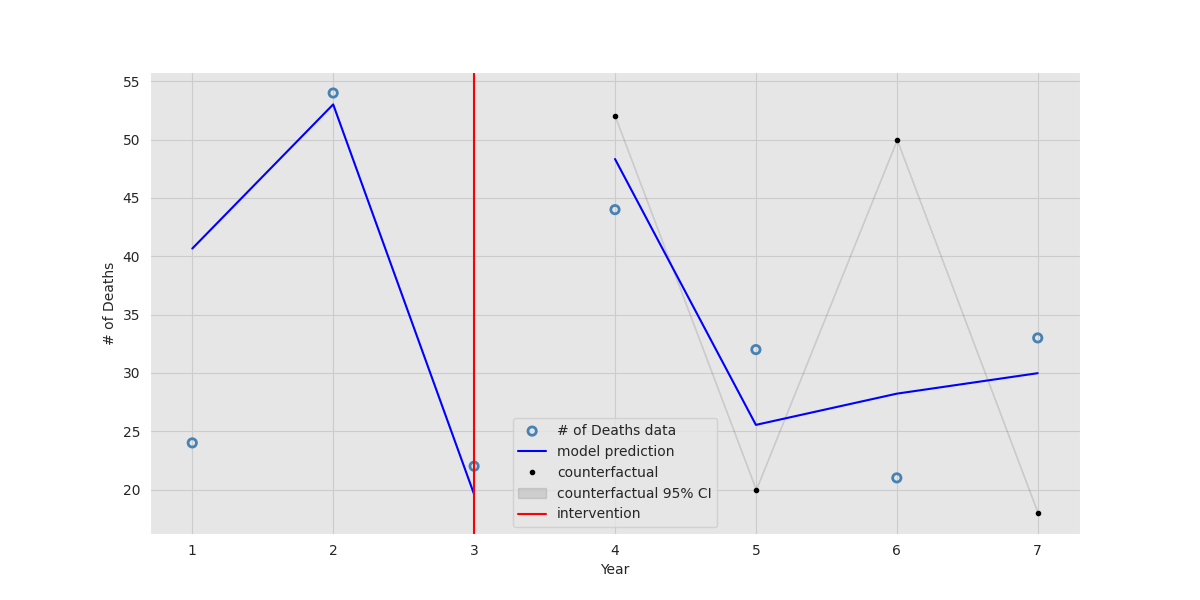 55
50
45
40
35
30
25
20
# of Deaths
# of Deaths data
model prediction
counterfactual
counterfactual 95% CI
intervention
1 2 3 4 5 6 7
Year